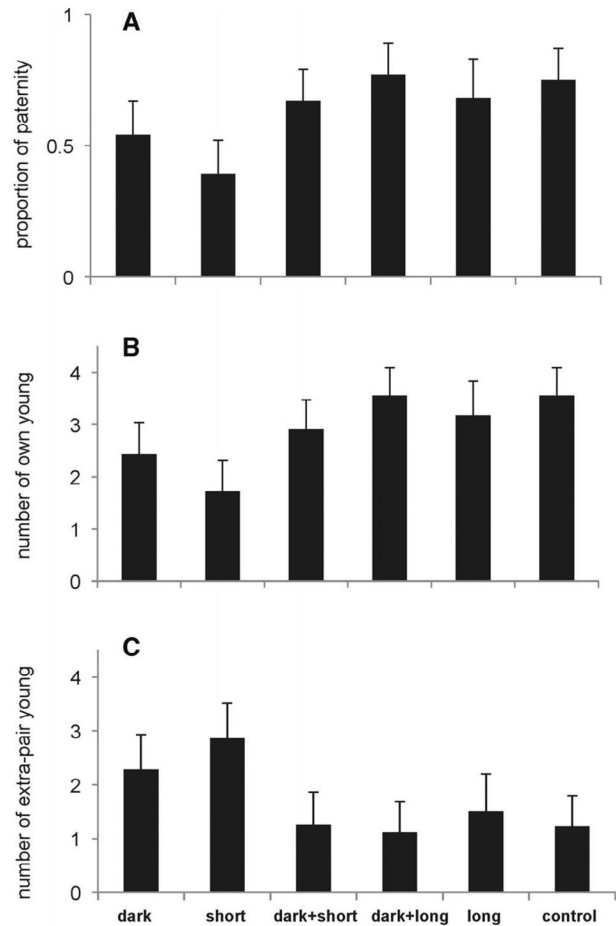 A
proportion of paternity
1
0.5
0
B
number of own young
4
3
2
1
0
C
number of extra-pair young
4
3
2
1
0
dark short dark+short dark+long long control